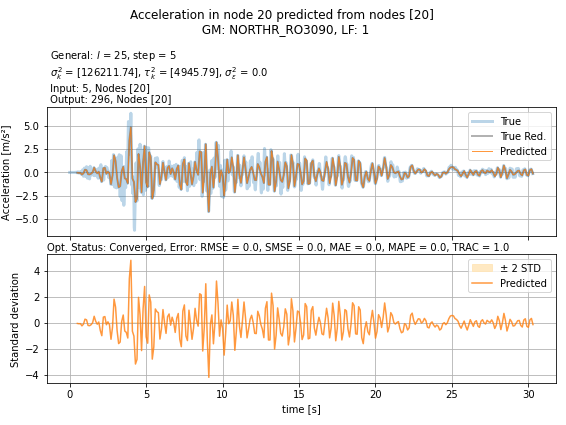 Acceleration in node 20 predicted from nodes [20]
GM: NORTHR_RO3090, LF: 1
General: l = 25, step = 5
σ²ₖ = [126211.74], τ²ₖ = [4945.79], σ²ₑ = 0.0
Input: 5, Nodes [20]
Output: 296, Nodes [20]
Acceleration [m/s²]
5.0
2.5
0.0
−2.5
−5.0
True
True Red.
Predicted
Opt. Status: Converged, Error: RMSE = 0.0, SMSE = 0.0, MAE = 0.0, MAPE = 0.0, TRAC = 1.0
Standard deviation
4
2
0
−2
−4
± 2 STD
Predicted
0 5 10 15 20 25 30
time [s]